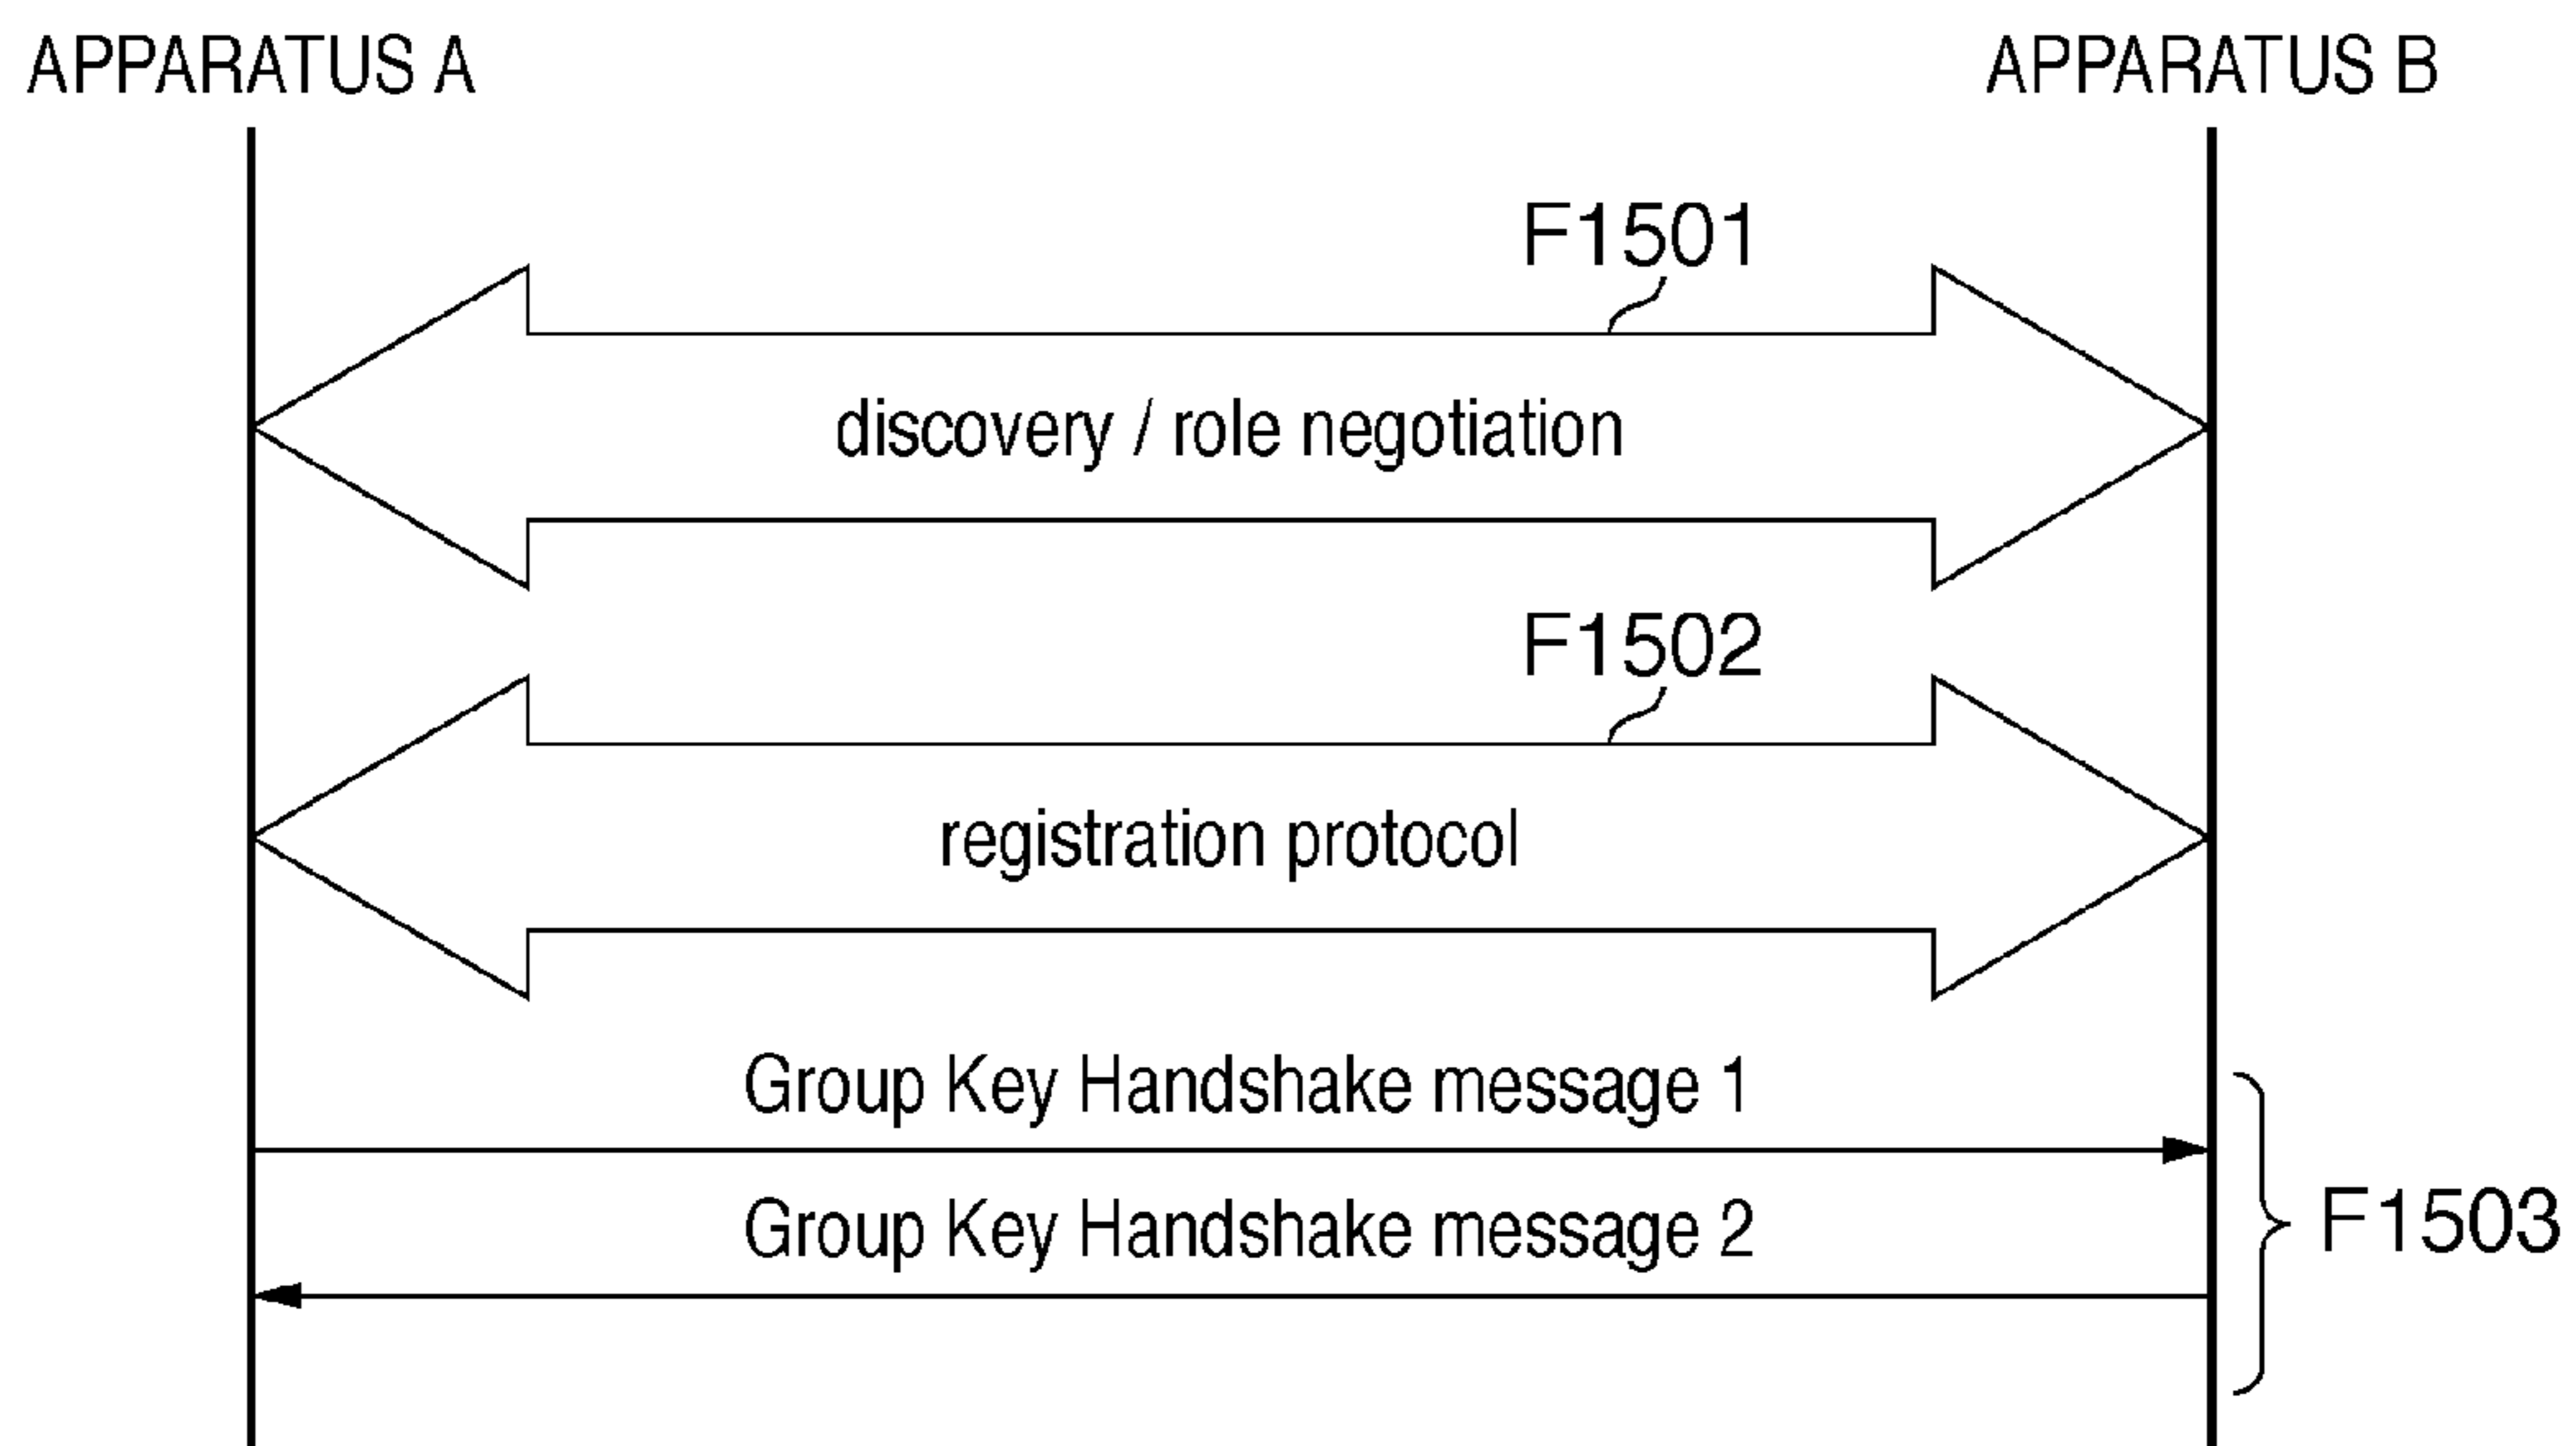 APPARATUS A
APPARATUS B
F1501
discovery / role negotiation
F1502
registration protocol
Group Key Handshake message 1
Group Key Handshake message 2
F1503